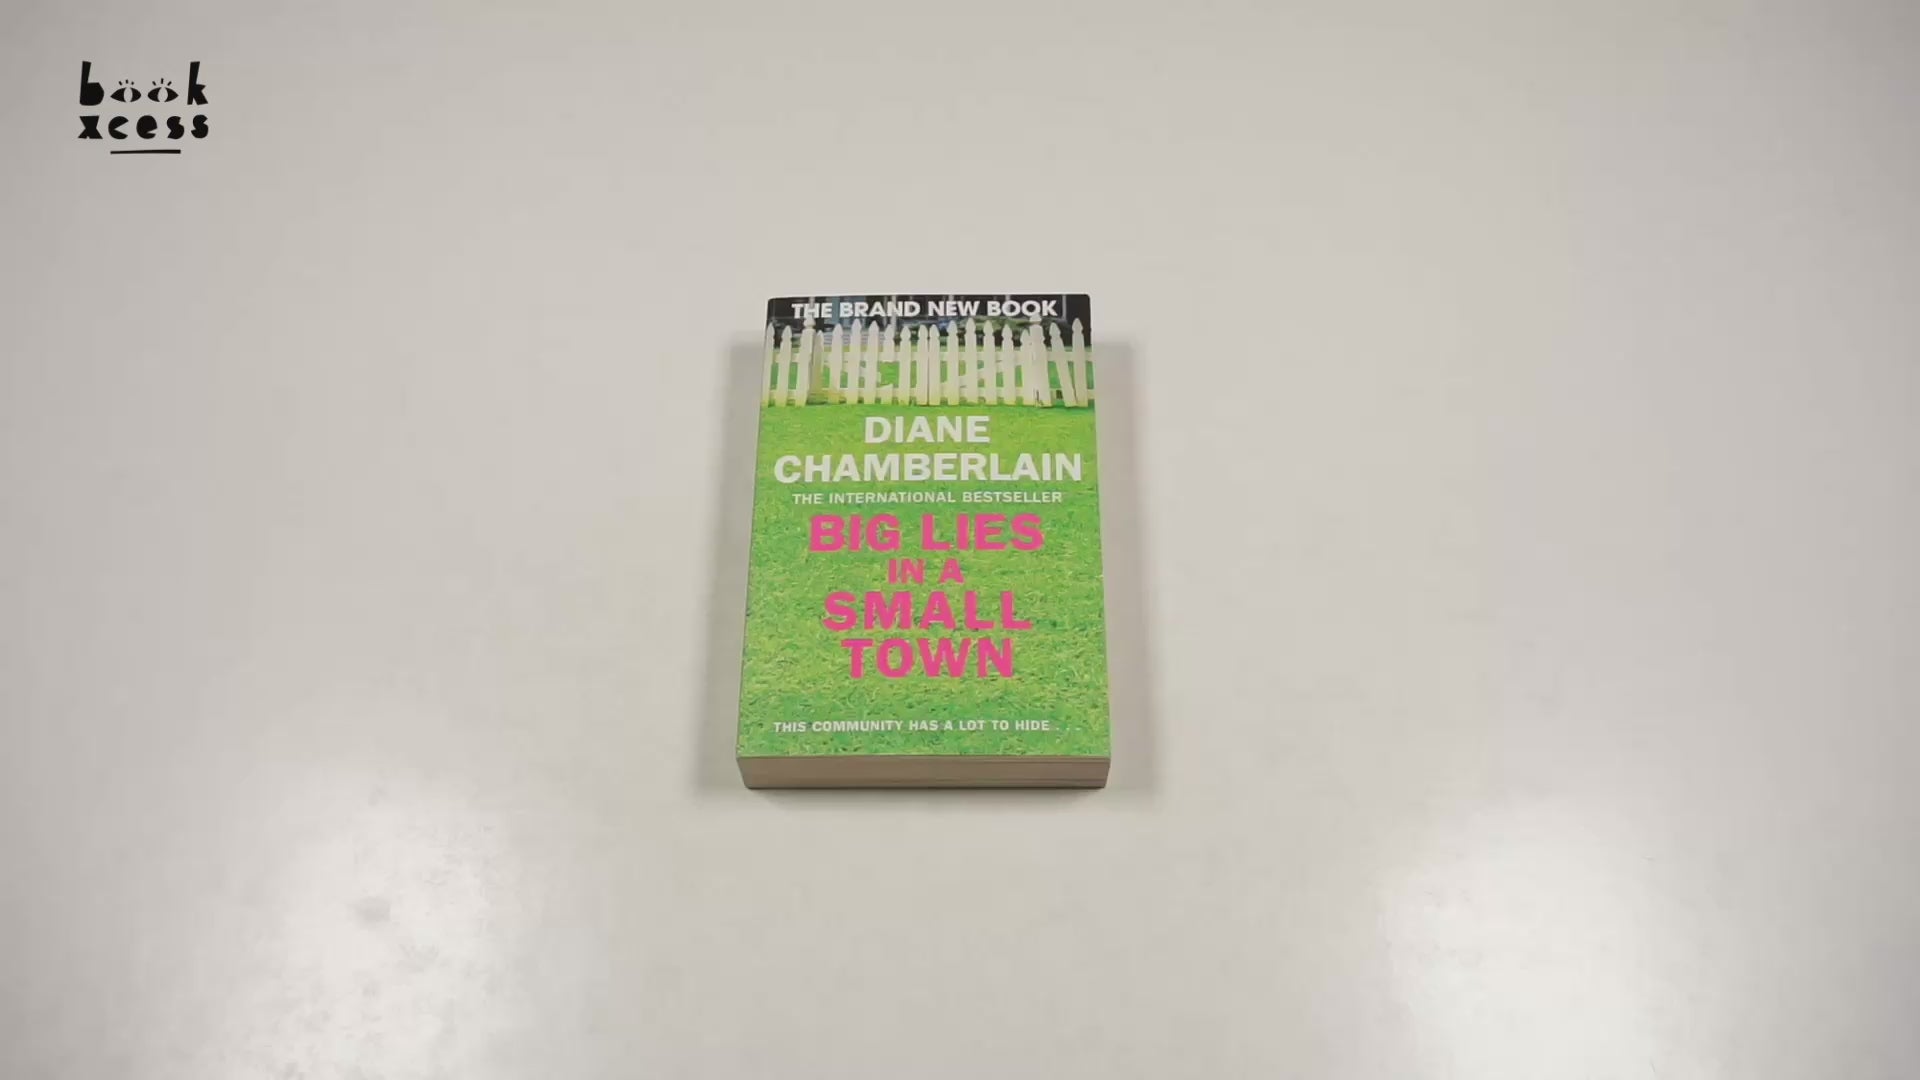 book
xcess
THE BRAND NEW BOOK
DIANE
CHAMBERLAIN
THE INTERNATIONAL BESTSELLER
BIG LIES
IN A
SMALL
TOWN
THIS COMMUNITY HAS A LOT TO HIDE . . .